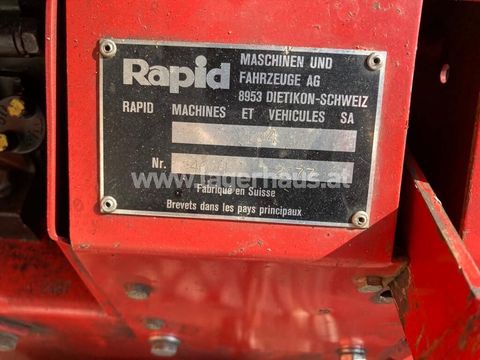 Rapid
MASCHINEN UND
FAHRZEUGE AG
8953 DIETIKON-SCHWEIZ
RAPID MACHINES ET VEHICULES SA
Nr.
www.lagerhaus.at
Fabriqué en Suisse
Brevets dans les pays principaux